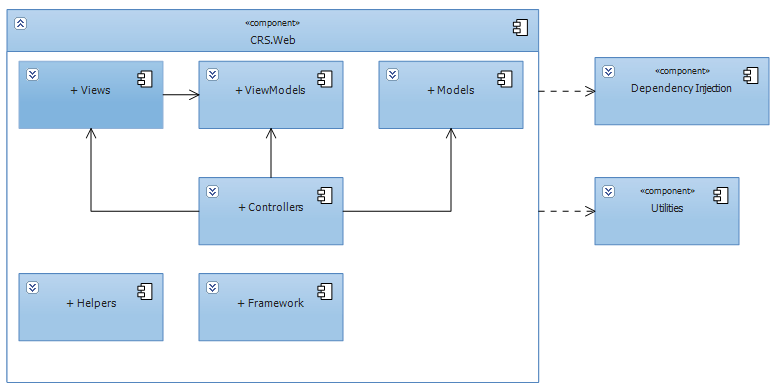 «component»
CRS.Web
+ Views
+ ViewModels
+ Models
«component»
Dependency Injection
+ Controllers
«component»
Utilities
+ Helpers
+ Framework